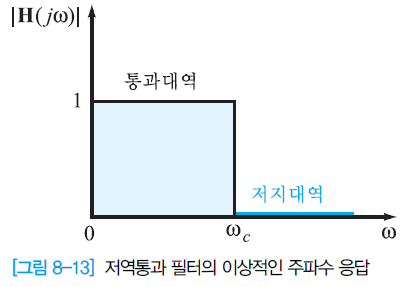 |H(jω)|
통과대역
1
저지대역
0
ω_c
ω
[그림 8-13] 저역통과 필터의 이상적인 주파수 응답